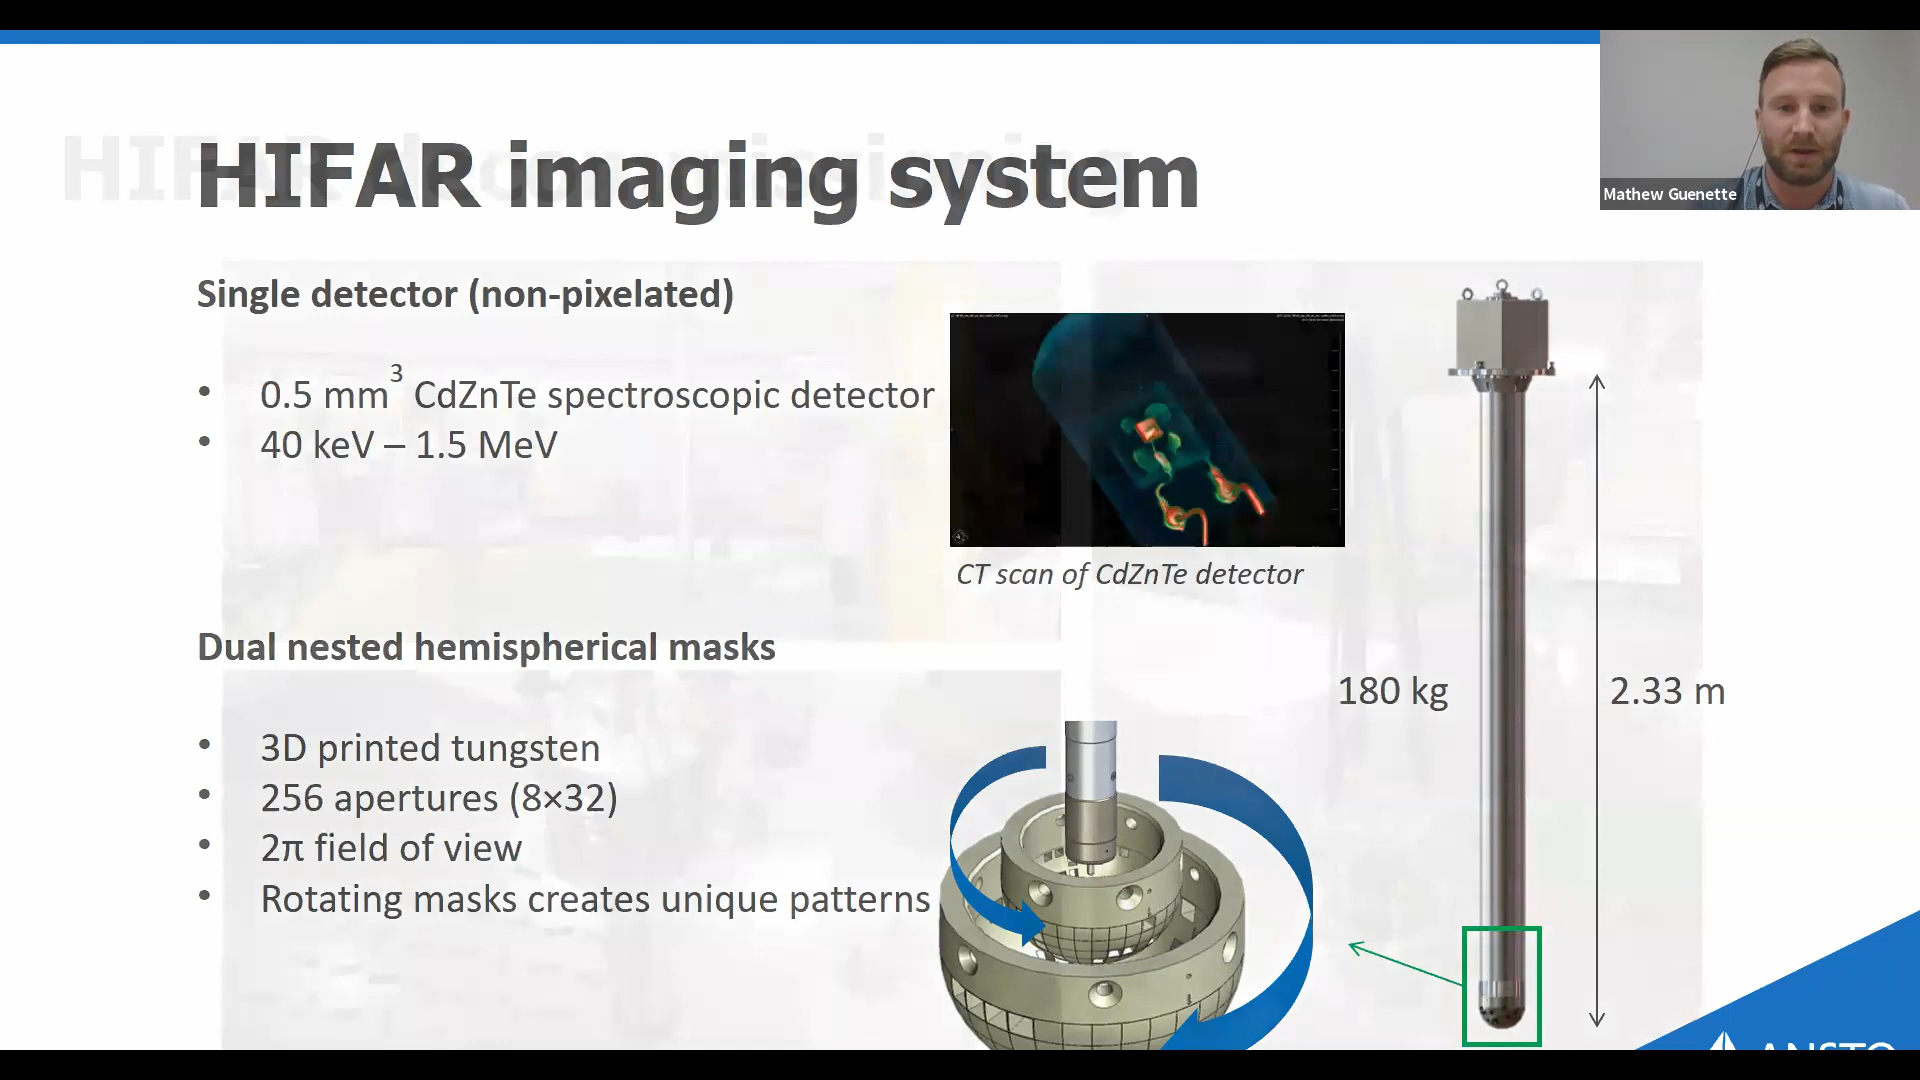 HIFAR imaging system
Mathew Guenette
Single detector (non-pixelated)
• 0.5 mm³ CdZnTe spectroscopic detector
• 40 keV – 1.5 MeV
CT scan of CdZnTe detector
Dual nested hemispherical masks
180 kg
2.33 m
• 3D printed tungsten
• 256 apertures (8×32)
• 2π field of view
• Rotating masks creates unique patterns
ANSTO